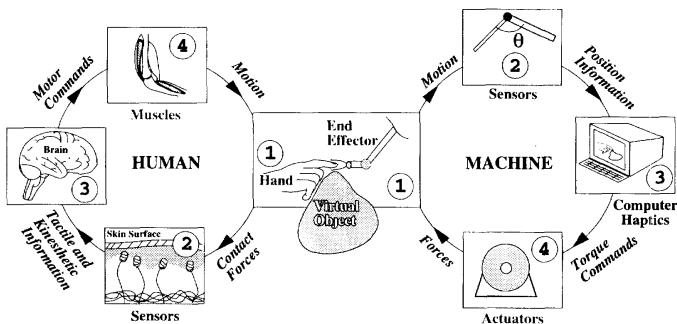 4
Motor
Commands
Muscles
Motion
Brain
3
HUMAN
Tactile and
Kinesthetic
Information
Skin Surface
2
Sensors
Contact
Forces
1
Hand
End
Effector
1
Virtual
Object
Motion
θ
2
Sensors
Position
Information
MACHINE
3
Computer
Haptics
Torque
Commands
4
Actuators
Forces